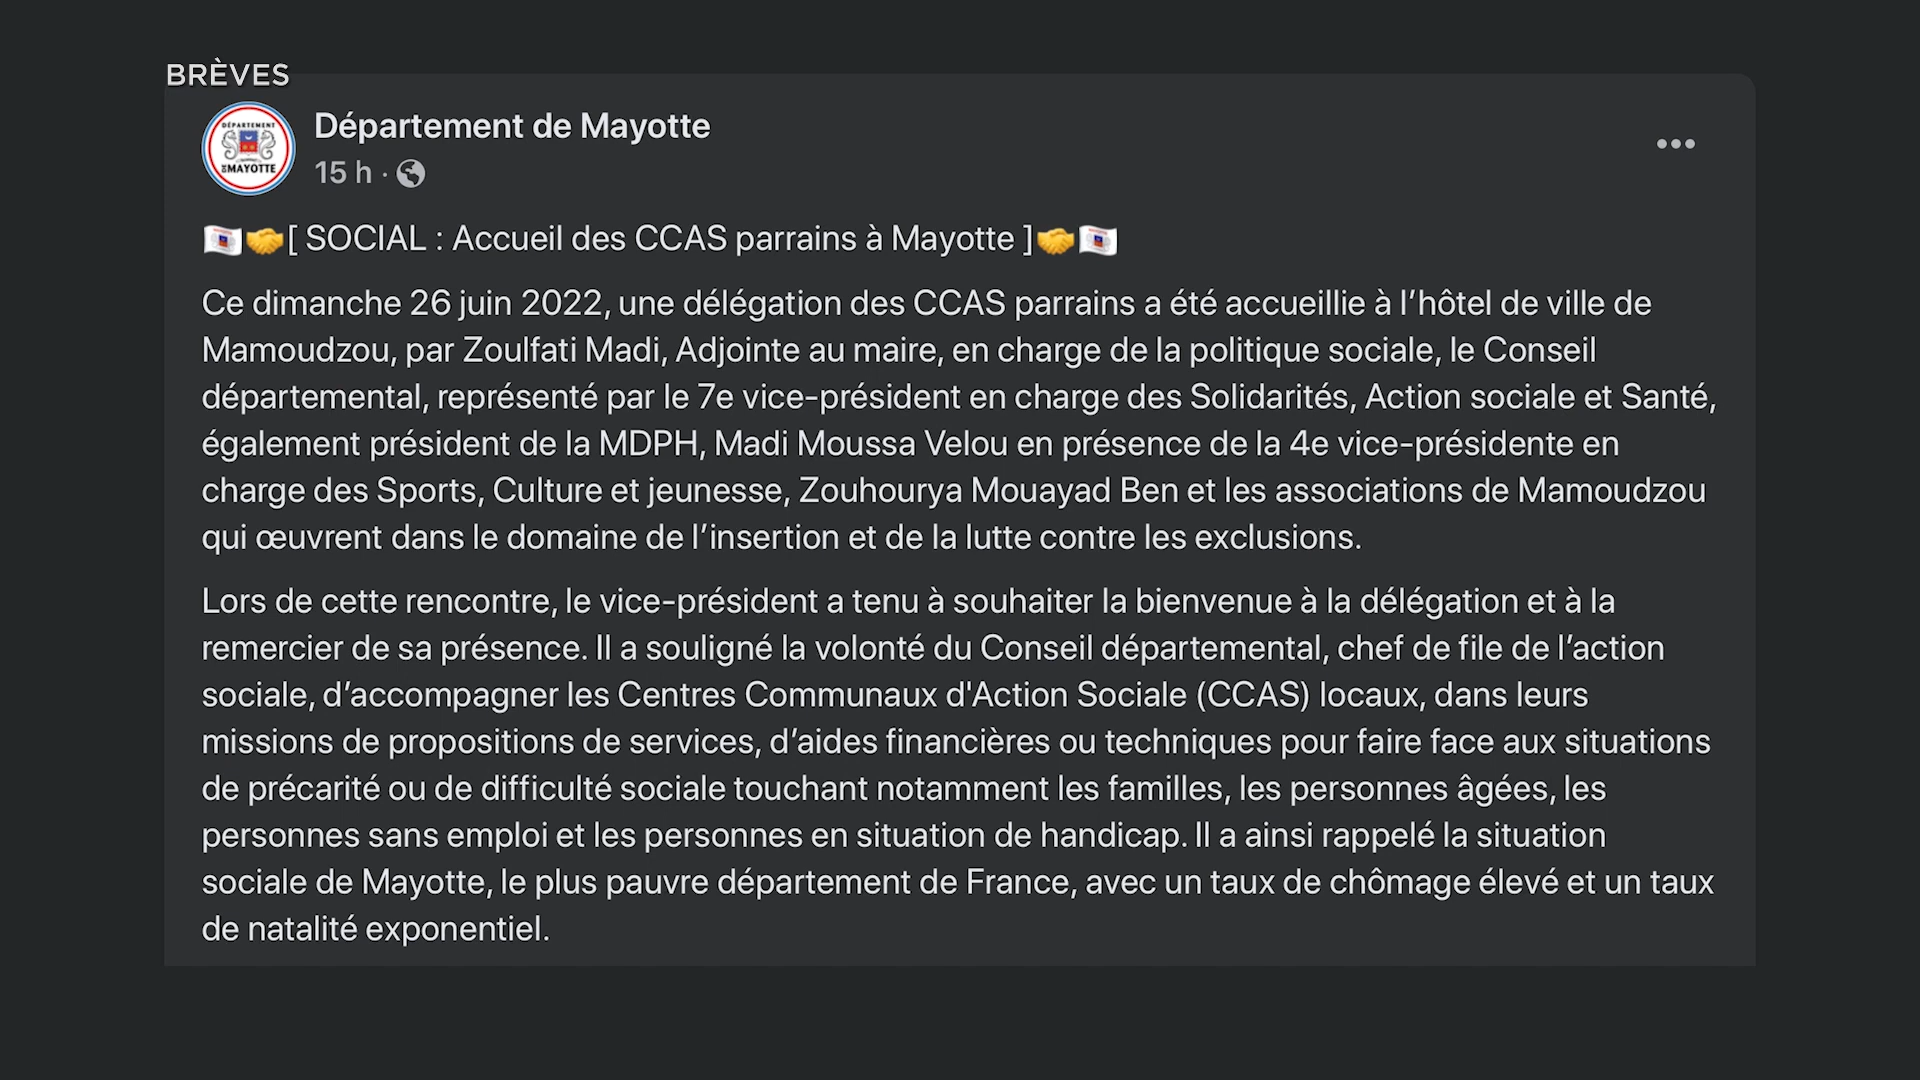 BRÈVES
DÉPARTEMENT
MAYOTTE
Département de Mayotte
15 h ·
[ SOCIAL : Accueil des CCAS parrains à Mayotte ]
Ce dimanche 26 juin 2022, une délégation des CCAS parrains a été accueillie à l’hôtel de ville de
Mamoudzou, par Zoulfati Madi, Adjointe au maire, en charge de la politique sociale, le Conseil
départemental, représenté par le 7e vice-président en charge des Solidarités, Action sociale et Santé,
également président de la MDPH, Madi Moussa Velou en présence de la 4e vice-présidente en
charge des Sports, Culture et jeunesse, Zouhourya Mouayad Ben et les associations de Mamoudzou
qui œuvrent dans le domaine de l’insertion et de la lutte contre les exclusions.
Lors de cette rencontre, le vice-président a tenu à souhaiter la bienvenue à la délégation et à la
remercier de sa présence. Il a souligné la volonté du Conseil départemental, chef de file de l’action
sociale, d’accompagner les Centres Communaux d'Action Sociale (CCAS) locaux, dans leurs
missions de propositions de services, d’aides financières ou techniques pour faire face aux situations
de précarité ou de difficulté sociale touchant notamment les familles, les personnes âgées, les
personnes sans emploi et les personnes en situation de handicap. Il a ainsi rappelé la situation
sociale de Mayotte, le plus pauvre département de France, avec un taux de chômage élevé et un taux
de natalité exponentiel.